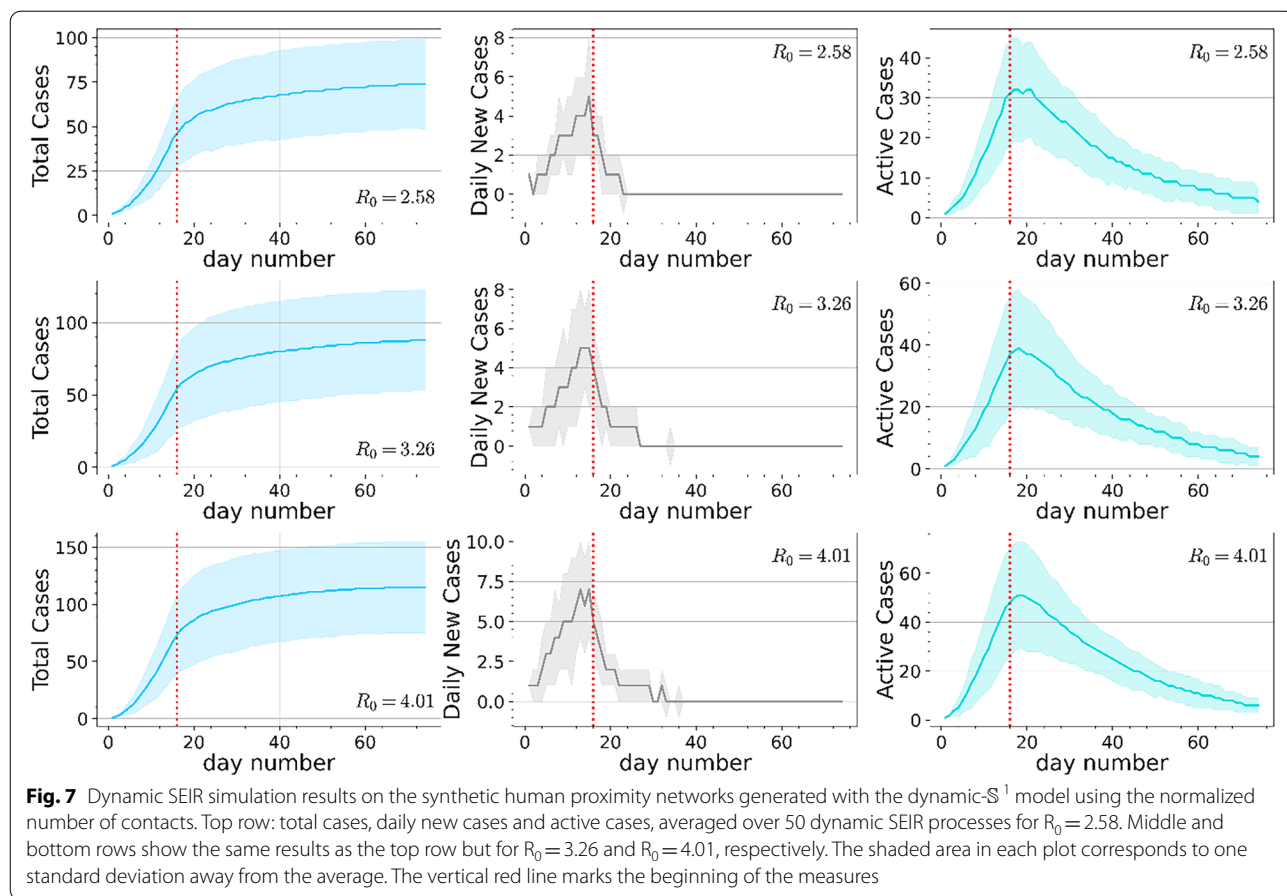 100
75
50
25
0
Total Cases
R₀ = 2.58
0
20
40
60
day number
8
6
4
2
0
Daily New Cases
R₀ = 2.58
0
20
40
60
day number
40
30
20
10
0
Active Cases
R₀ = 2.58
0
20
40
60
day number
100
50
0
Total Cases
R₀ = 3.26
0
20
40
60
day number
8
6
4
2
0
Daily New Cases
R₀ = 3.26
0
20
40
60
day number
60
40
20
0
Active Cases
R₀ = 3.26
0
20
40
60
day number
150
100
50
0
Total Cases
R₀ = 4.01
0
20
40
60
day number
10.0
7.5
5.0
2.5
0.0
Daily New Cases
R₀ = 4.01
0
20
40
60
day number
60
40
20
0
Active Cases
R₀ = 4.01
0
20
40
60
day number
Fig. 7 Dynamic SEIR simulation results on the synthetic human proximity networks generated with the dynamic-𝕊¹ model using the normalized
number of contacts. Top row: total cases, daily new cases and active cases, averaged over 50 dynamic SEIR processes for R₀ = 2.58. Middle and
bottom rows show the same results as the top row but for R₀ = 3.26 and R₀ = 4.01, respectively. The shaded area in each plot corresponds to one
standard deviation away from the average. The vertical red line marks the beginning of the measures